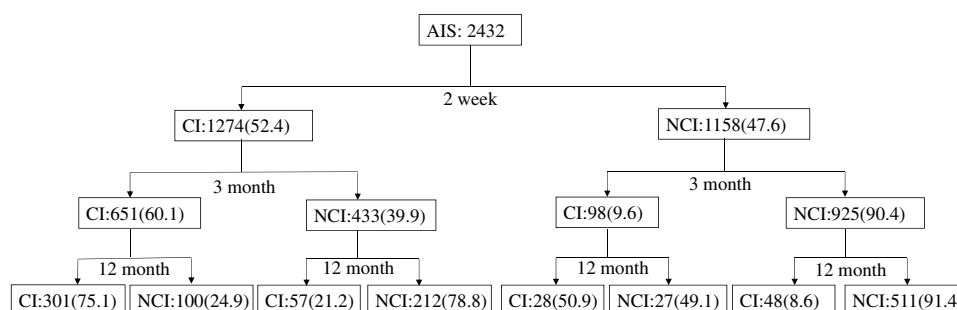 AIS: 2432
2 week
CI:1274(52.4)
NCI:1158(47.6)
3 month
3 month
CI:651(60.1)
NCI:433(39.9)
CI:98(9.6)
NCI:925(90.4)
12 month
12 month
12 month
12 month
CI:301(75.1)
NCI:100(24.9)
CI:57(21.2)
NCI:212(78.8)
CI:28(50.9)
NCI:27(49.1)
CI:48(8.6)
NCI:511(91.4